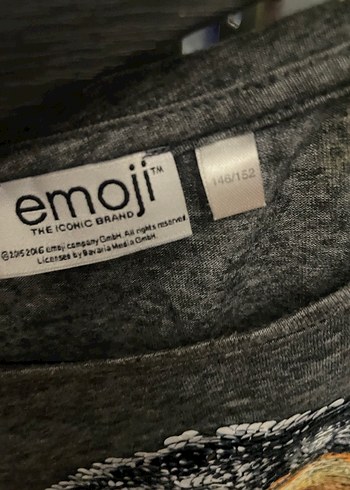 emoji™
THE ICONIC BRAND
©2015 2016 emoji company GmbH. All rights reserved
Licenses by Bavaria Media GmbH.
146/152